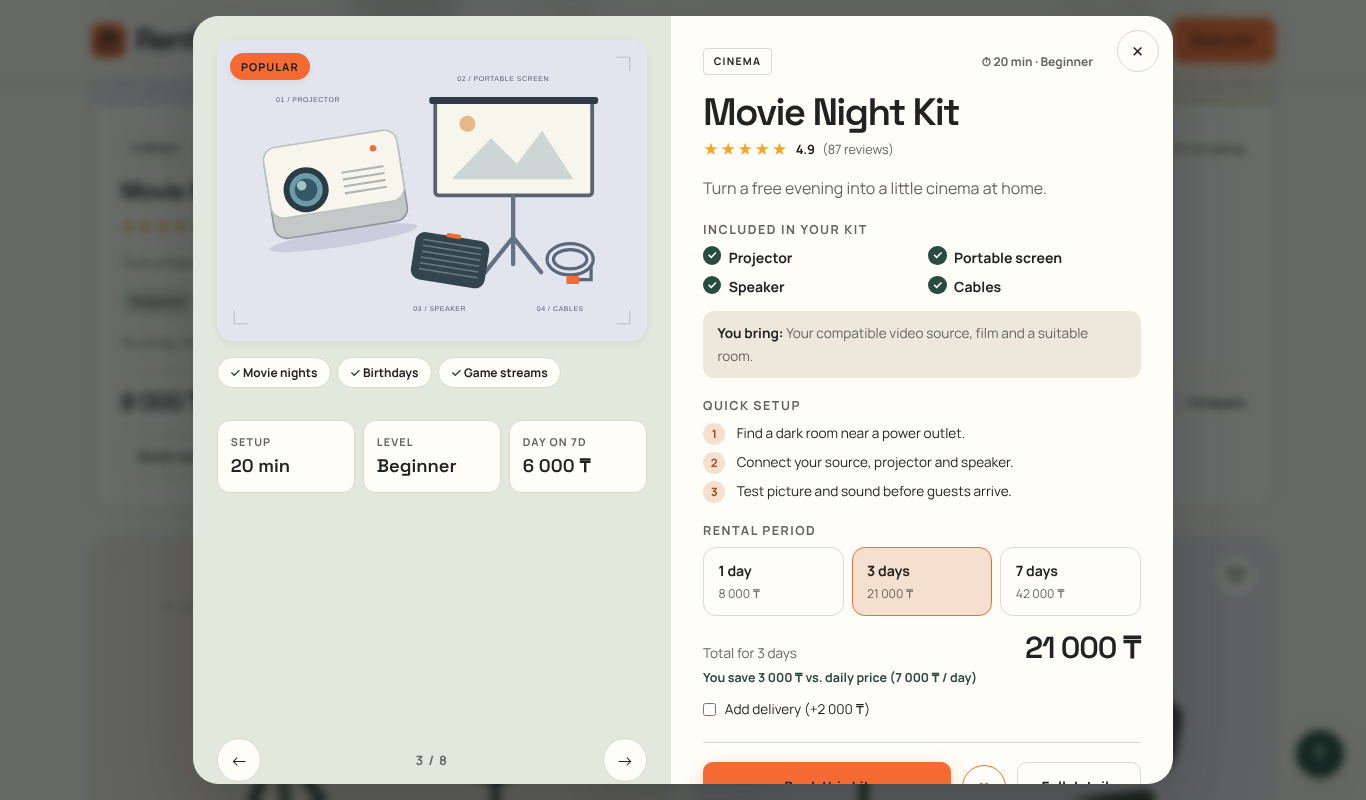 POPULAR
01 / PROJECTOR
02 / PORTABLE SCREEN
03 / SPEAKER
04 / CABLES
✓ Movie nights
✓ Birthdays
✓ Game streams
SETUP
20 min
LEVEL
Beginner
DAY ON 7D
6 000 ₸
← 3 / 8 →
CINEMA
⏱ 20 min · Beginner
✕
Movie Night Kit
★★★★★ 4.9 (87 reviews)
Turn a free evening into a little cinema at home.
INCLUDED IN YOUR KIT
Projector
Portable screen
Speaker
Cables
You bring: Your compatible video source, film and a suitable
room.
QUICK SETUP
1 Find a dark room near a power outlet.
2 Connect your source, projector and speaker.
3 Test picture and sound before guests arrive.
RENTAL PERIOD
1 day
8 000 ₸
3 days
21 000 ₸
7 days
42 000 ₸
Total for 3 days
21 000 ₸
You save 3 000 ₸ vs. daily price (7 000 ₸ / day)
Add delivery (+2 000 ₸)